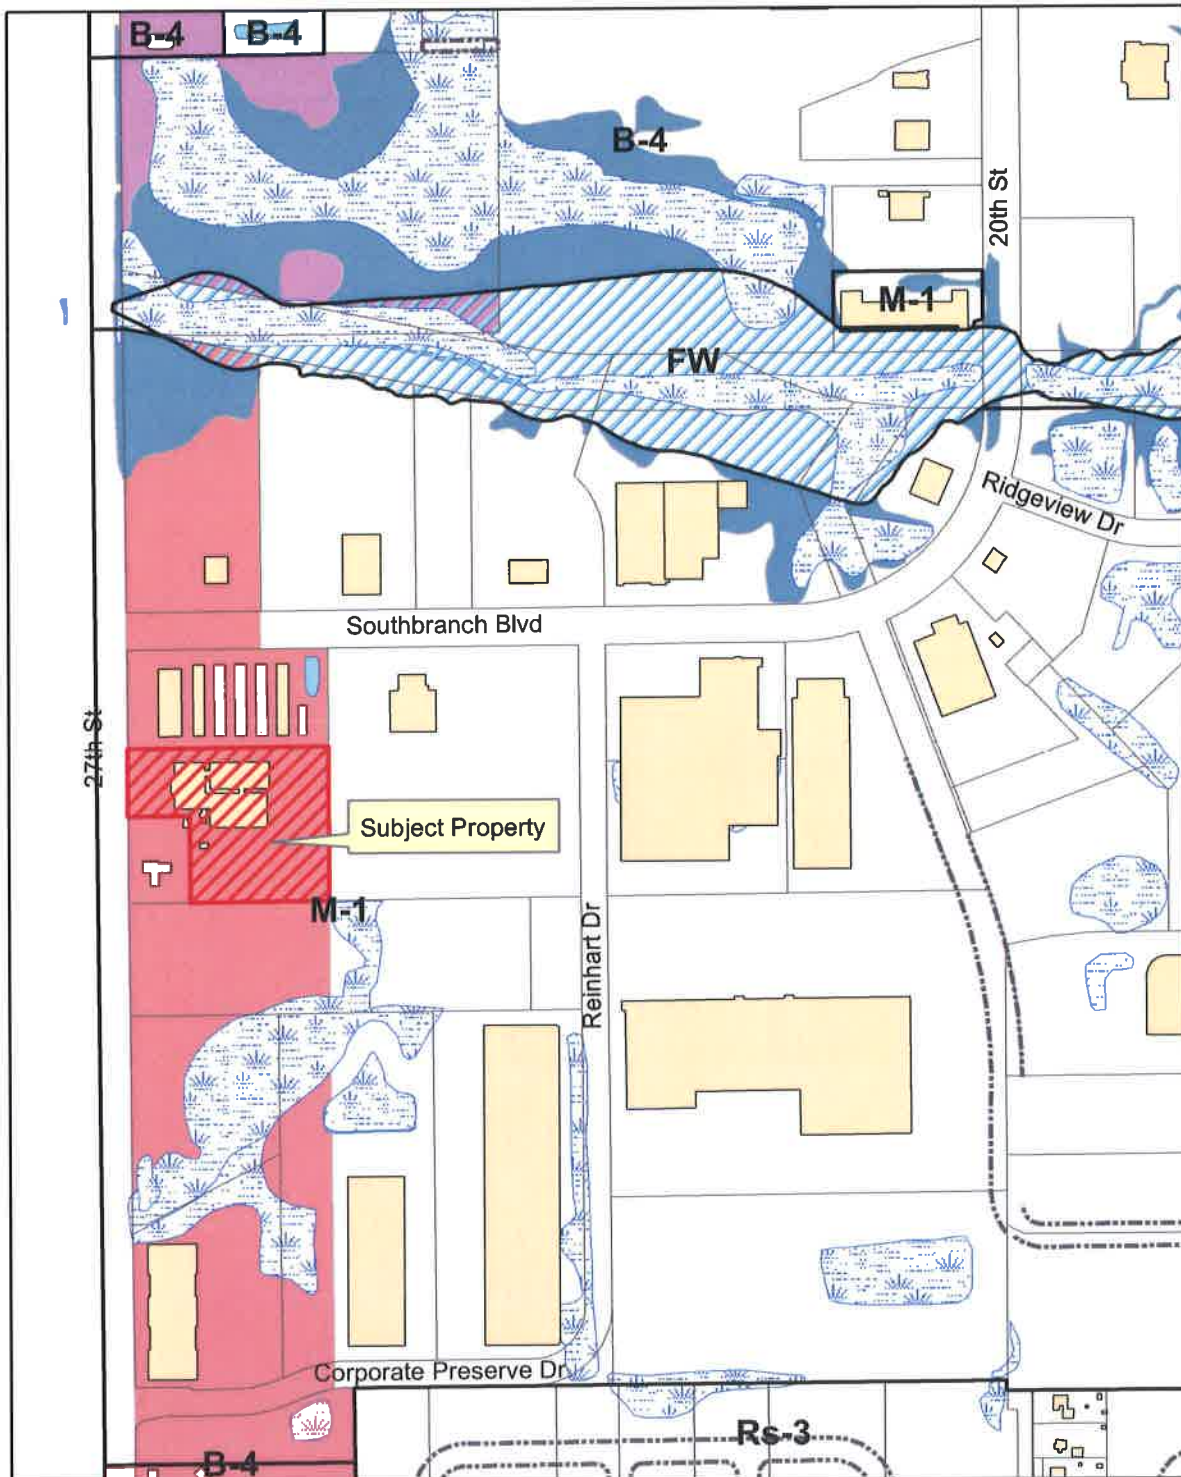 B-4
B-4
B-4
20th St
M-1
FW
Ridgeview Dr
Southbranch Blvd
27th St
Subject Property
M-1
Reinhart Dr
Corporate Preserve Dr
Rs-3
B-4